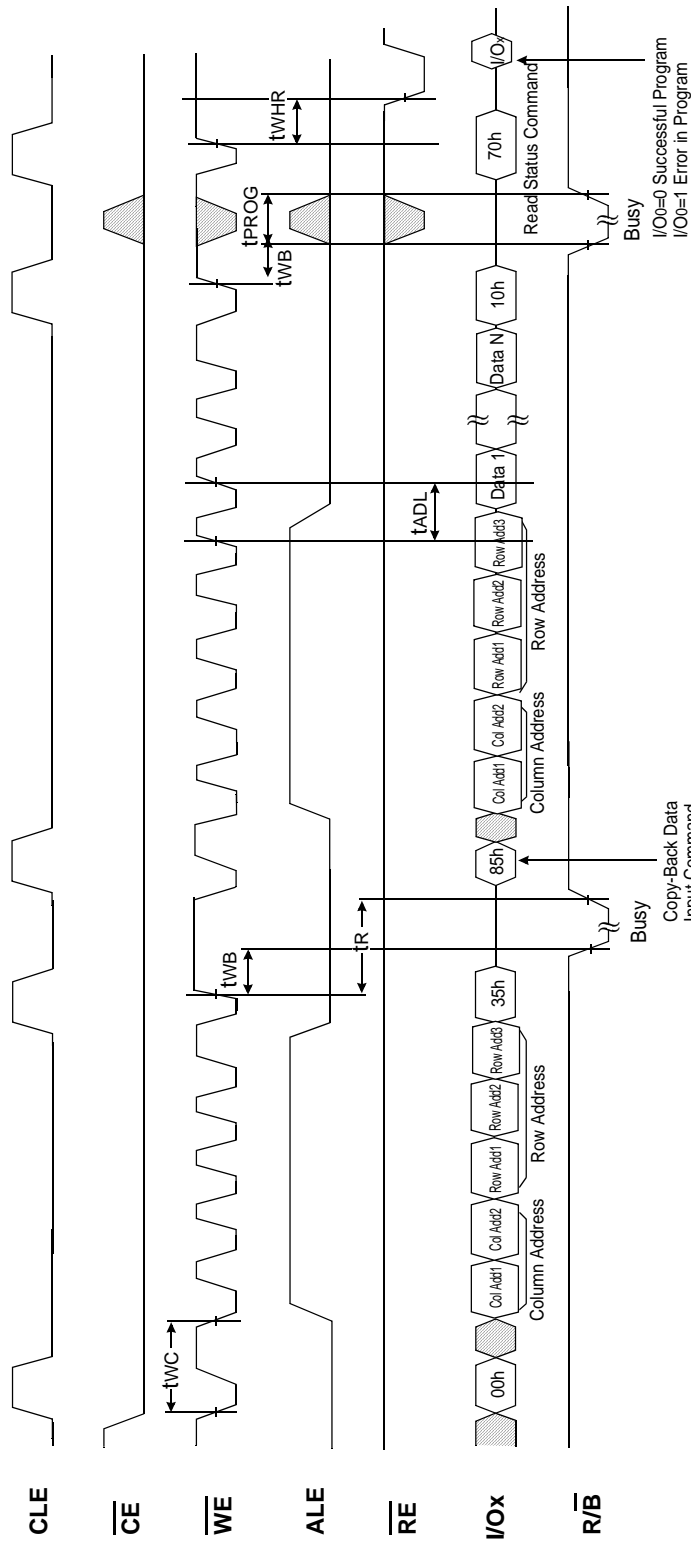 CLE
CE
WE
ALE
RE
I/Ox
R/B
tWC
tWB
tR
tADL
tWB
tPROG
tWHR
00h
Col Add1
Col Add2
Row Add1
Row Add2
Row Add3
35h
85h
Col Add1
Col Add2
Row Add1
Row Add2
Row Add3
Data 1
Data N
10h
70h
I/Ox
Column Address
Row Address
Column Address
Row Address
Read Status Command
Busy
Busy
Copy-Back Data
Input Command
I/O0=0 Successful Program
I/O0=1 Error in Program